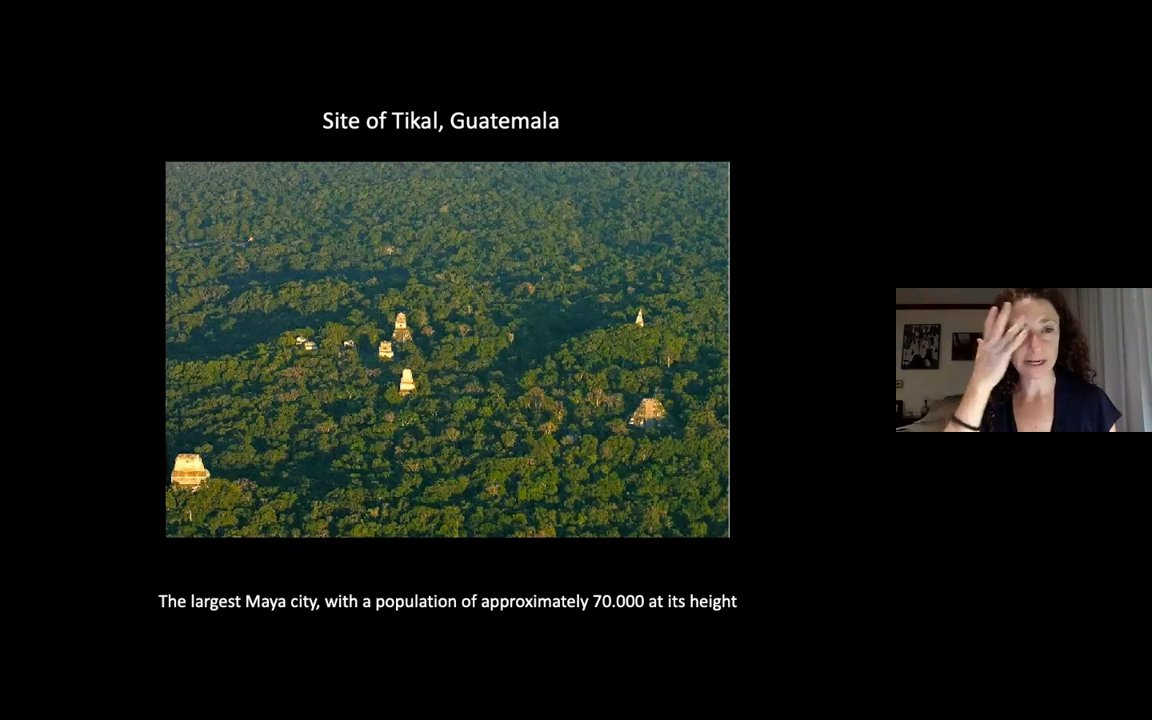 Site of Tikal, Guatemala
The largest Maya city, with a population of approximately 70.000 at its height